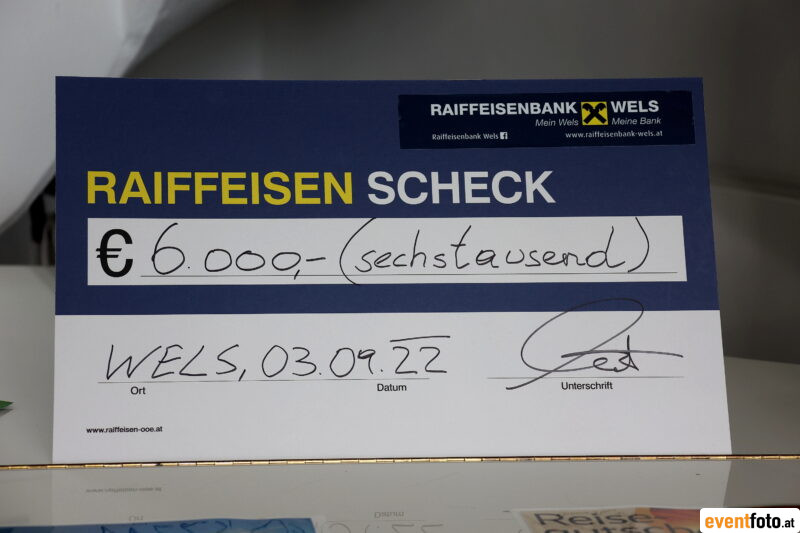 RAIFFEISENBANK WELS
Mein Wels Meine Bank
Raiffeisenbank Wels www.raiffeisenbank-wels.at
RAIFFEISEN SCHECK
€ 6.000,- (sechstausend)
WELS, 03.09.22
Ort Datum Unterschrift
www.raiffeisen-ooe.at
Reise
eventfoto.at